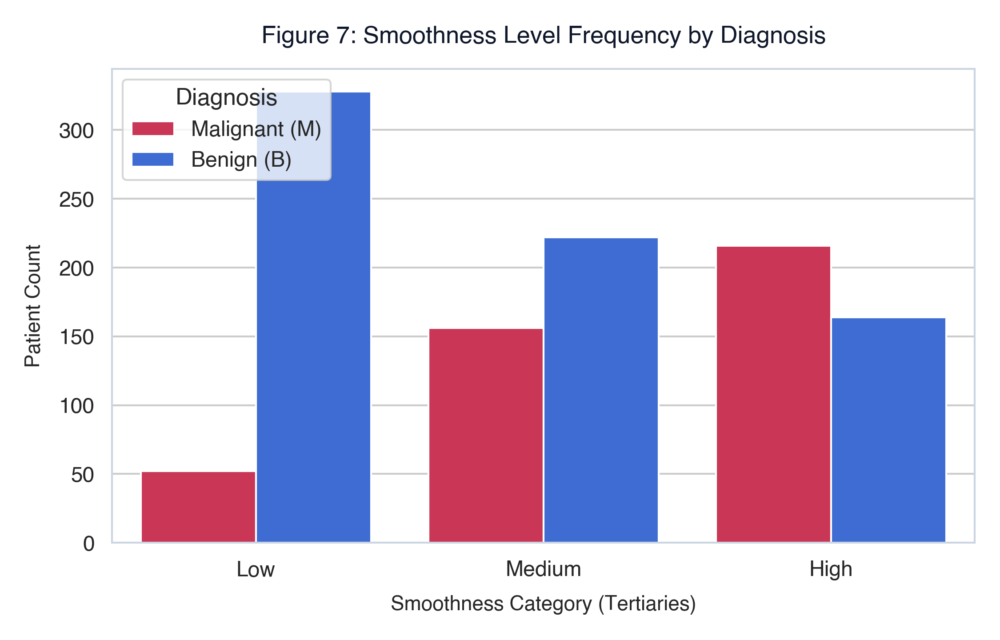 Figure 7: Smoothness Level Frequency by Diagnosis
Diagnosis
Malignant (M)
Benign (B)
Patient Count
300
250
200
150
100
50
0
Low
Medium
High
Smoothness Category (Tertiaries)